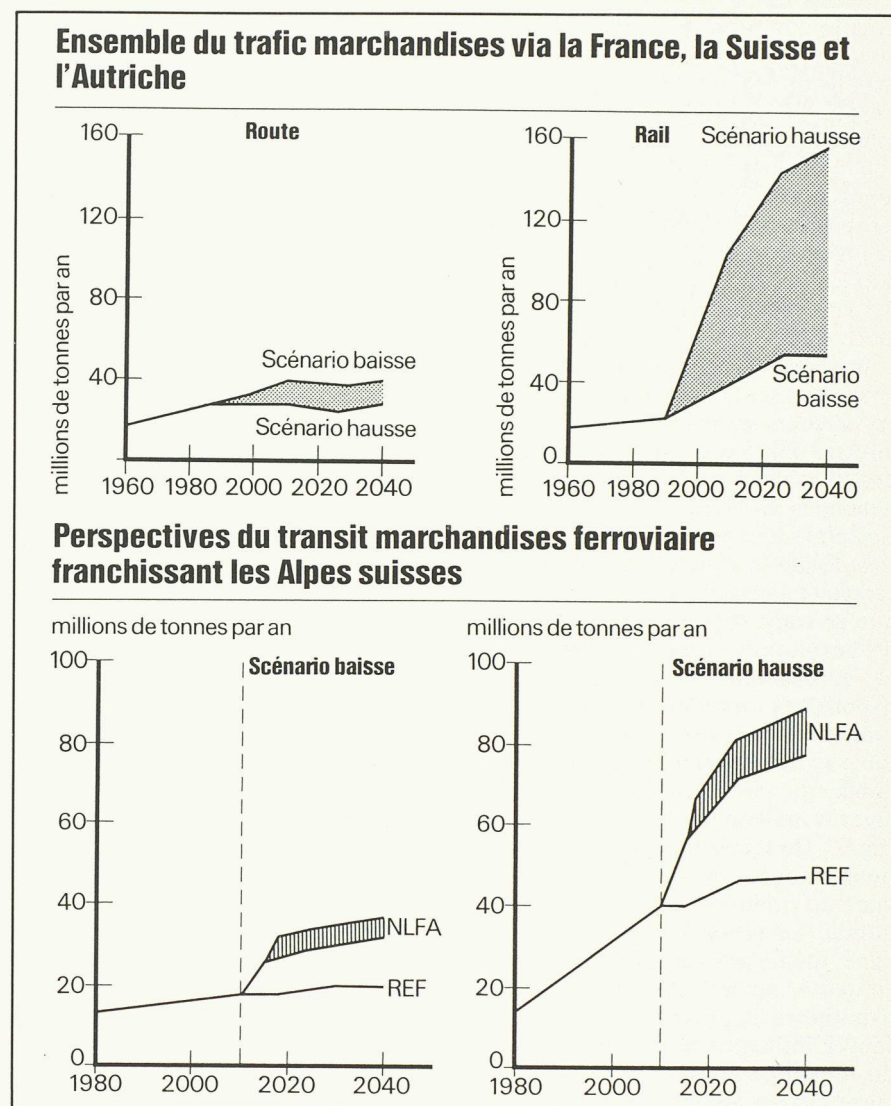 Ensemble du trafic marchandises via la France, la Suisse et
l'Autriche
Route
millions de tonnes par an
160
120
80
40
Scénario baisse
Scénario hausse
1960 1980 2000 2020 2040
Rail
Scénario hausse
millions de tonnes par an
160
120
80
40
0
Scénario
baisse
1960 1980 2000 2020 2040
Perspectives du transit marchandises ferroviaire
franchissant les Alpes suisses
millions de tonnes par an
Scénario baisse
100
80
60
40
20
0
NLFA
REF
1980 2000 2020 2040
millions de tonnes par an
Scénario hausse
100
80
60
40
20
0
NLFA
REF
1980 2000 2020 2040